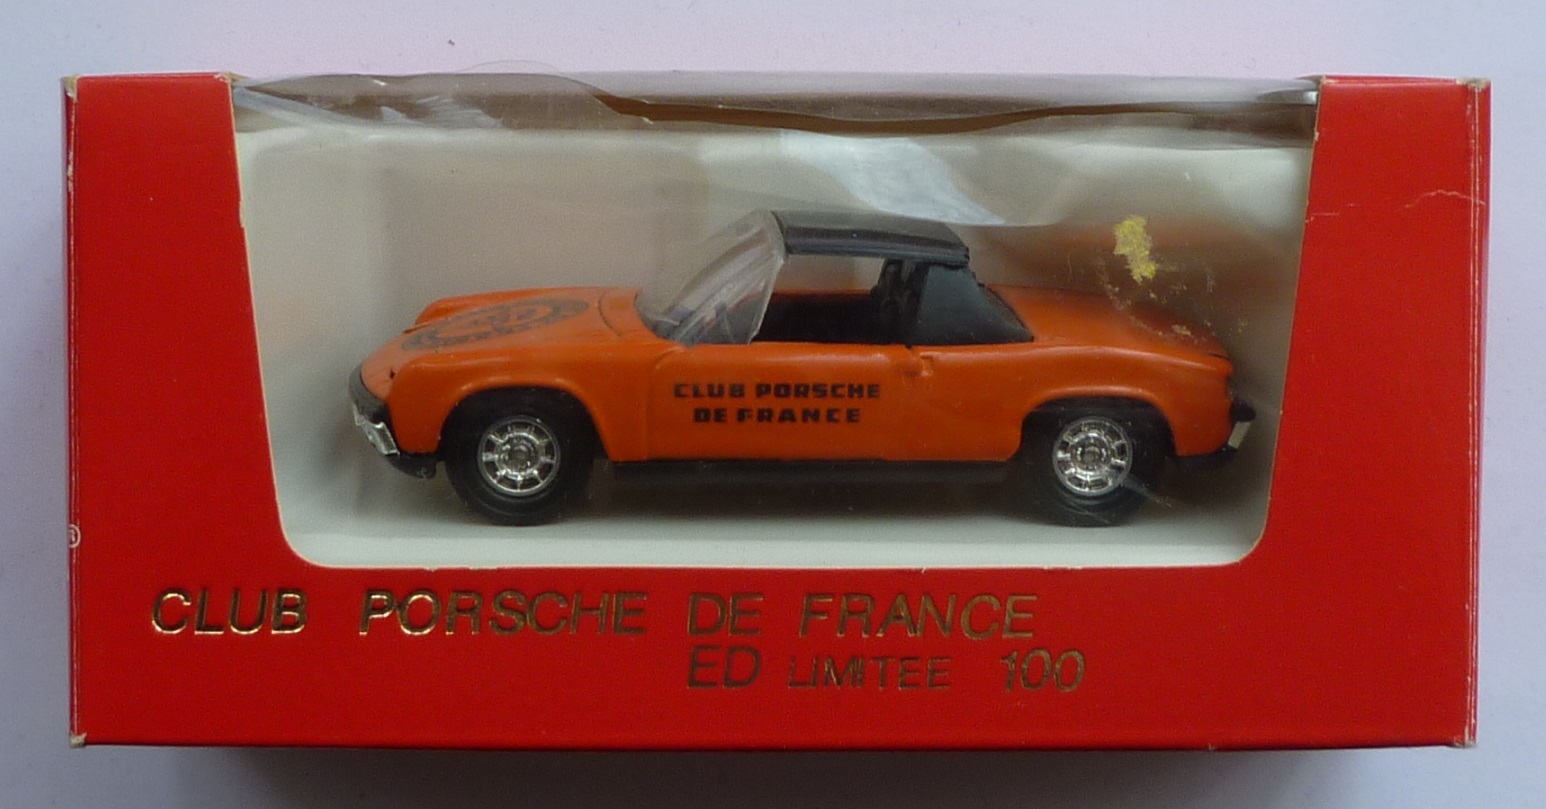 CLUB PORSCHE
DE FRANCE
CLUB PORSCHE DE FRANCE
ED LIMITEE 100
®